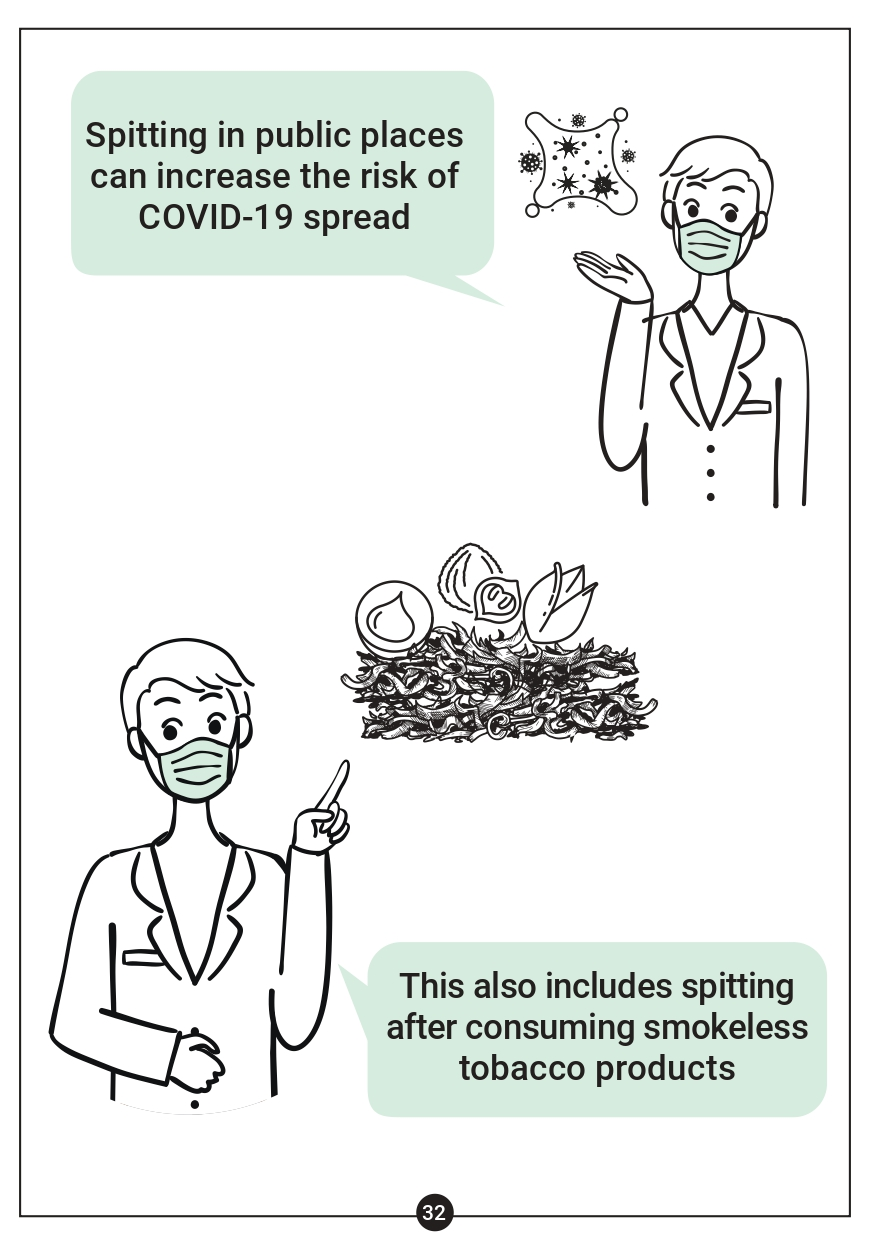 Spitting in public places
can increase the risk of
COVID-19 spread
This also includes spitting
after consuming smokeless
tobacco products
32